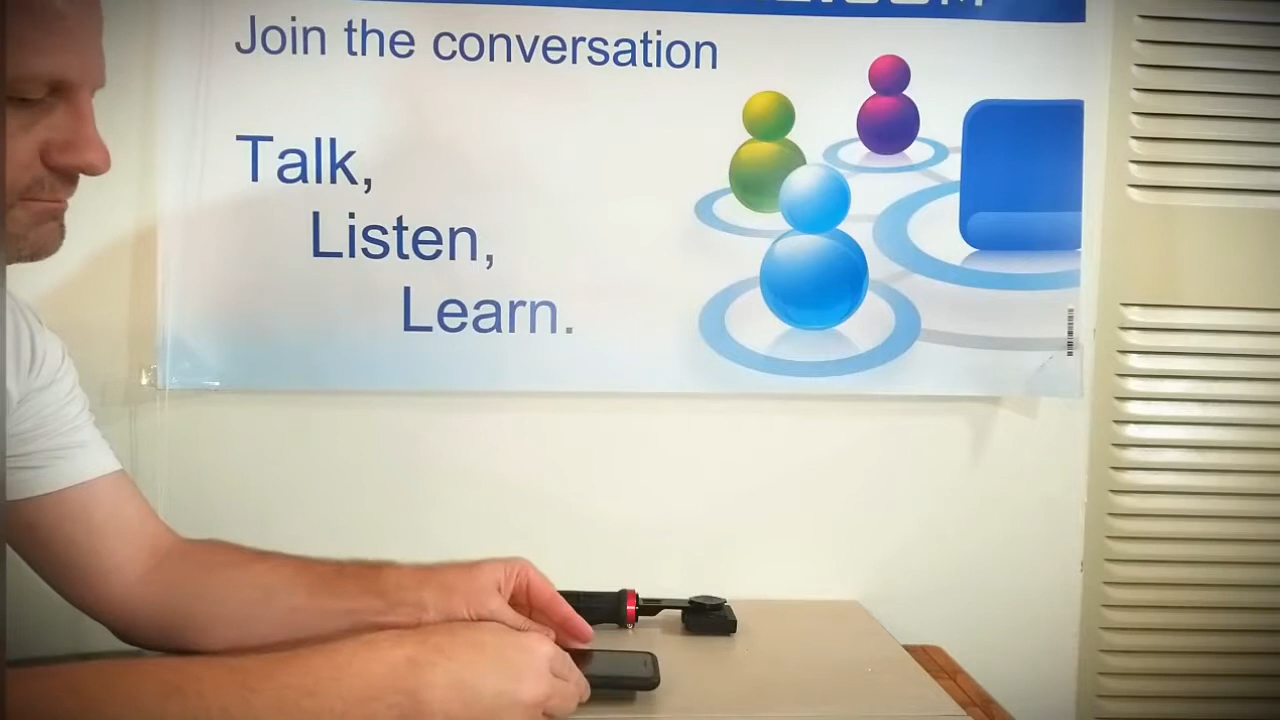 Join the conversation
Talk,
Listen,
Learn.